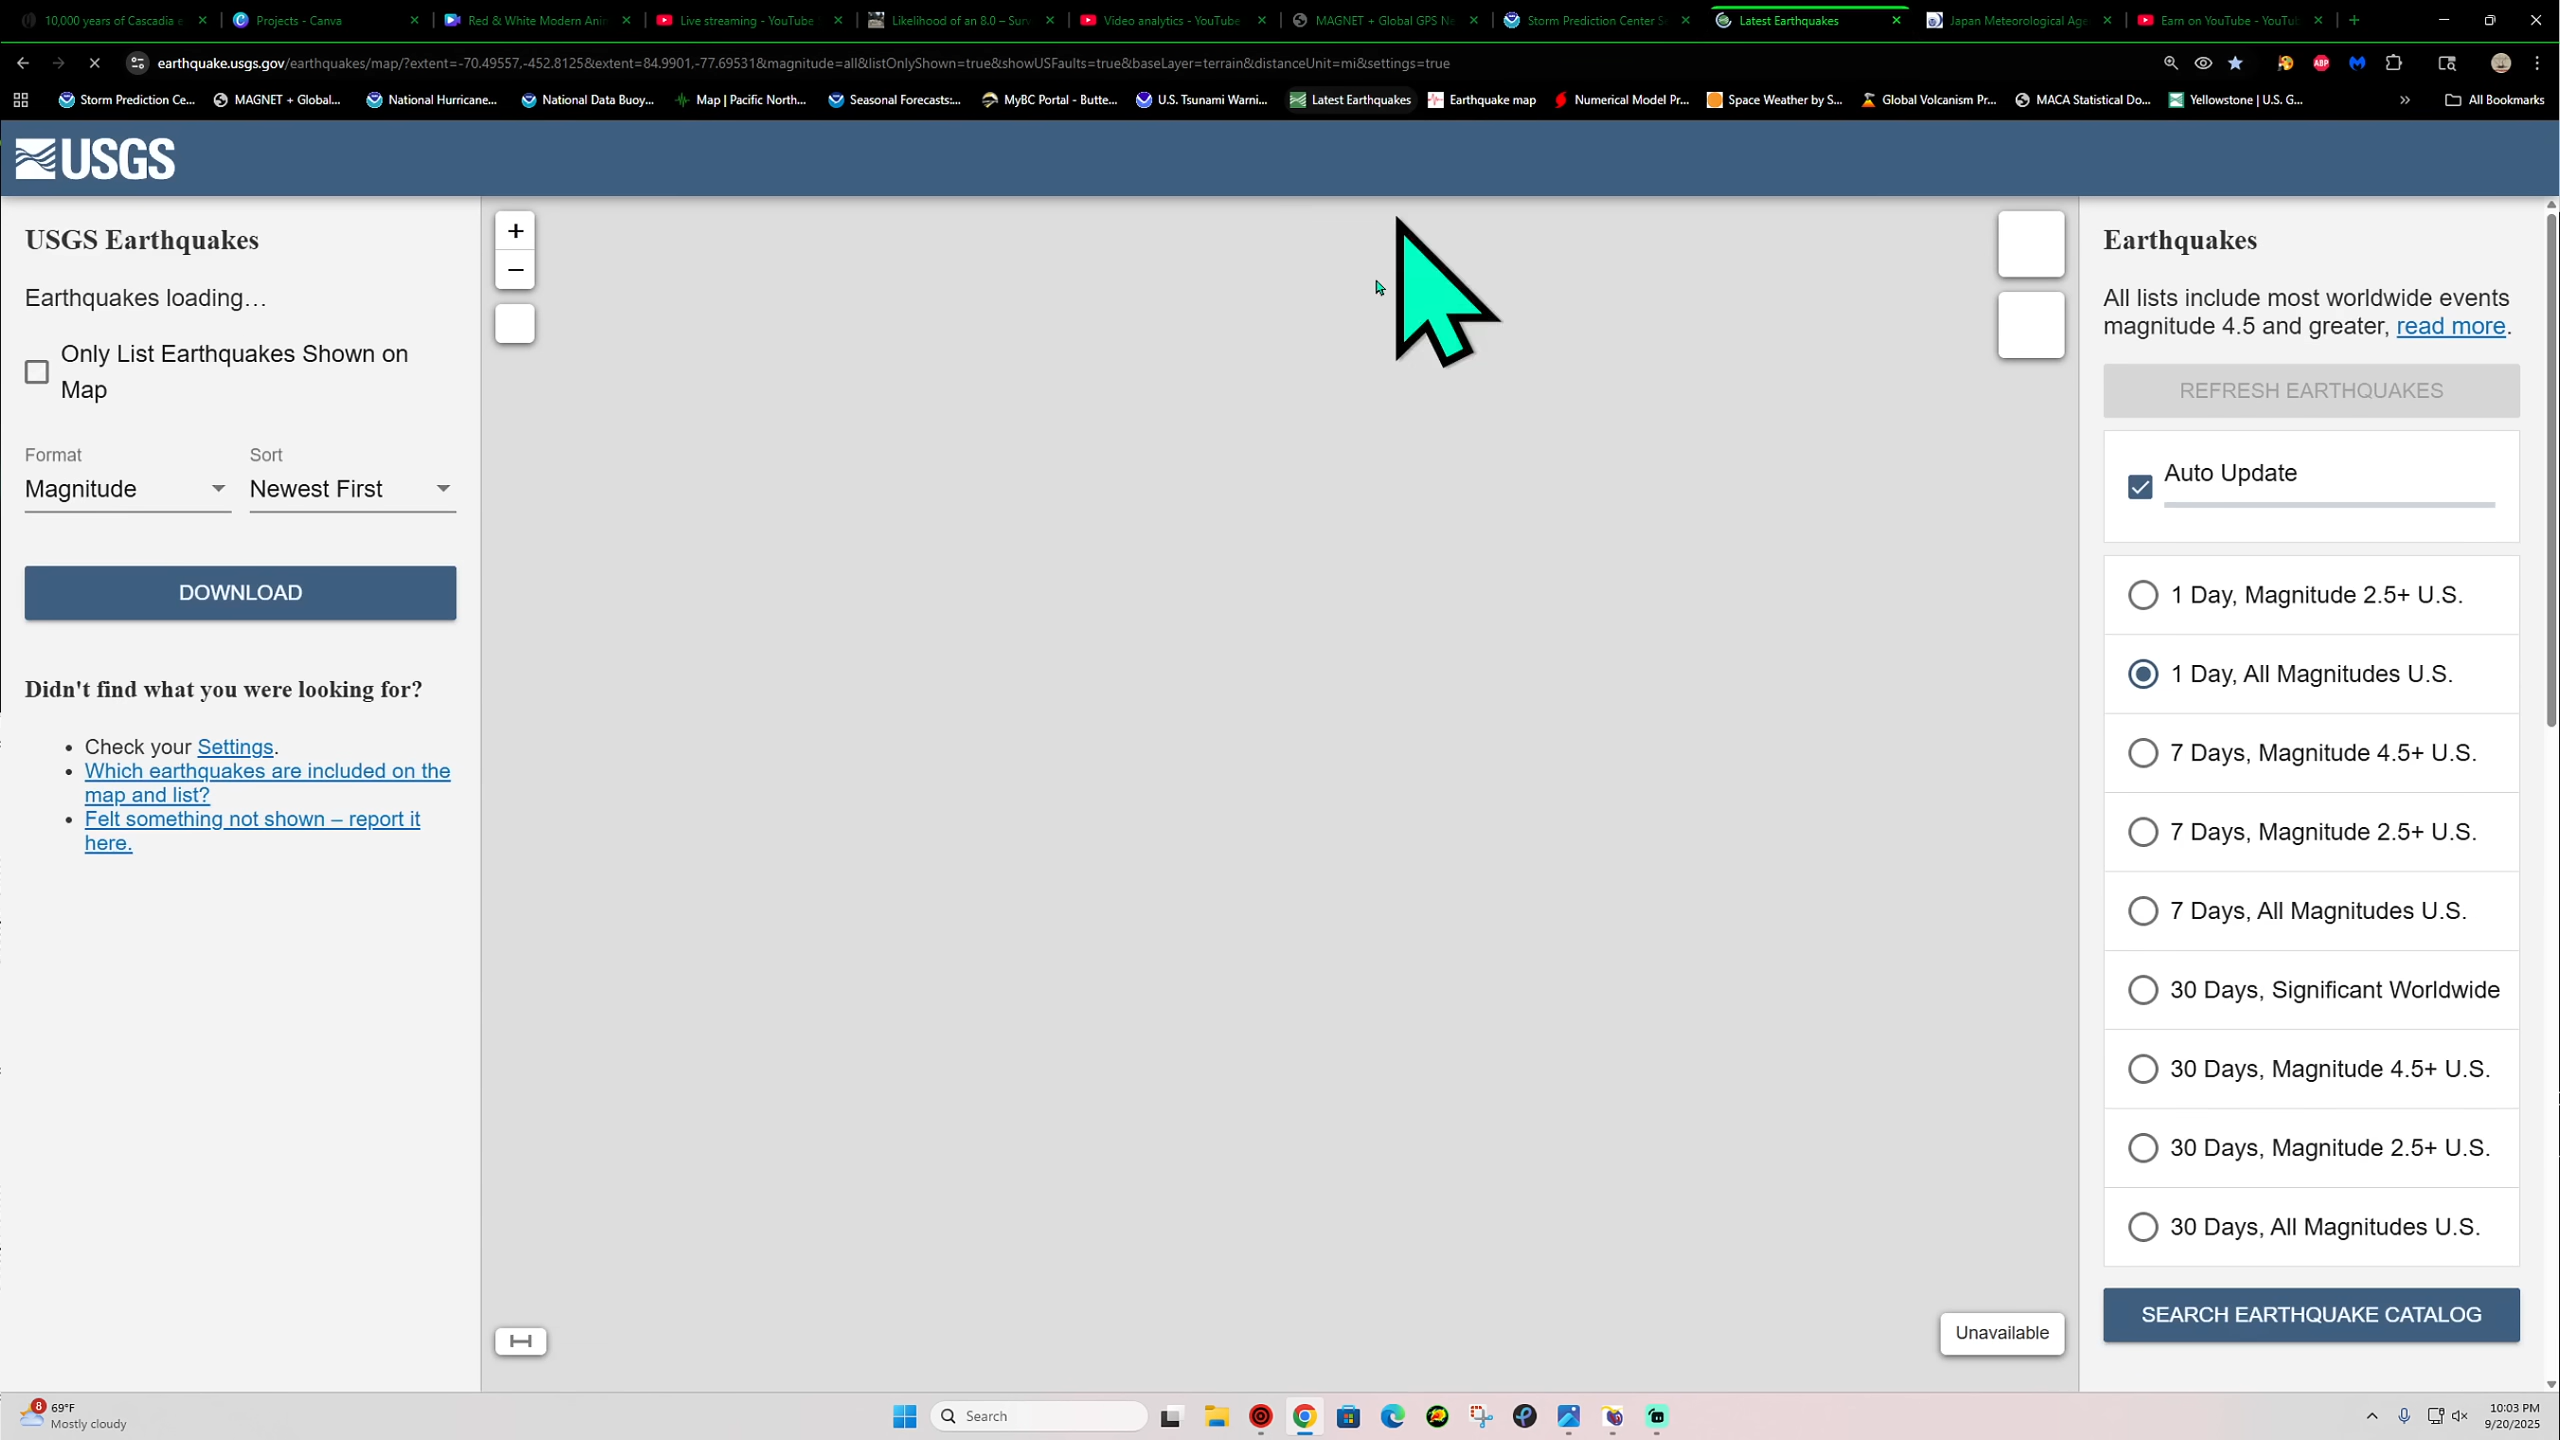 10,000 years of Cascadia e
Projects - Canva
Red & White Modern Ani
Live streaming - YouTube
Likelihood of an 8.0 – Surv
Video analytics - YouTube
MAGNET + Global GPS Ne
Storm Prediction Center S
Latest Earthquakes
Japan Meteorological Age
Earn on YouTube - YouTu
earthquake.usgs.gov/earthquakes/map/?extent=-70.49557,-452.8125&extent=84.9901,-77.69531&magnitude=all&listOnlyShown=true&showUSFaults=true&baseLayer=terrain&distanceUnit=mi&settings=true
ABP
Storm Prediction Ce...
MAGNET + Global...
National Hurricane...
National Data Buoy...
Map | Pacific North...
Seasonal Forecasts:...
MyBC Portal - Butte...
U.S. Tsunami Warni...
Latest Earthquakes
Earthquake map
Numerical Model Pr...
Space Weather by S...
Global Volcanism Pr...
MACA Statistical Do...
Yellowstone | U.S. G...
All Bookmarks
USGS
USGS Earthquakes
Earthquakes loading…
Only List Earthquakes Shown on
Map
Format
Sort
Magnitude
Newest First
DOWNLOAD
Didn't find what you were looking for?
Check your Settings.
Which earthquakes are included on the
map and list?
Felt something not shown – report it
here.
+
−
Unavailable
Earthquakes
All lists include most worldwide events
magnitude 4.5 and greater, read more.
REFRESH EARTHQUAKES
Auto Update
1 Day, Magnitude 2.5+ U.S.
1 Day, All Magnitudes U.S.
7 Days, Magnitude 4.5+ U.S.
7 Days, Magnitude 2.5+ U.S.
7 Days, All Magnitudes U.S.
30 Days, Significant Worldwide
30 Days, Magnitude 4.5+ U.S.
30 Days, Magnitude 2.5+ U.S.
30 Days, All Magnitudes U.S.
SEARCH EARTHQUAKE CATALOG
8
69°F
Mostly cloudy
Search
10:03 PM
9/20/2025